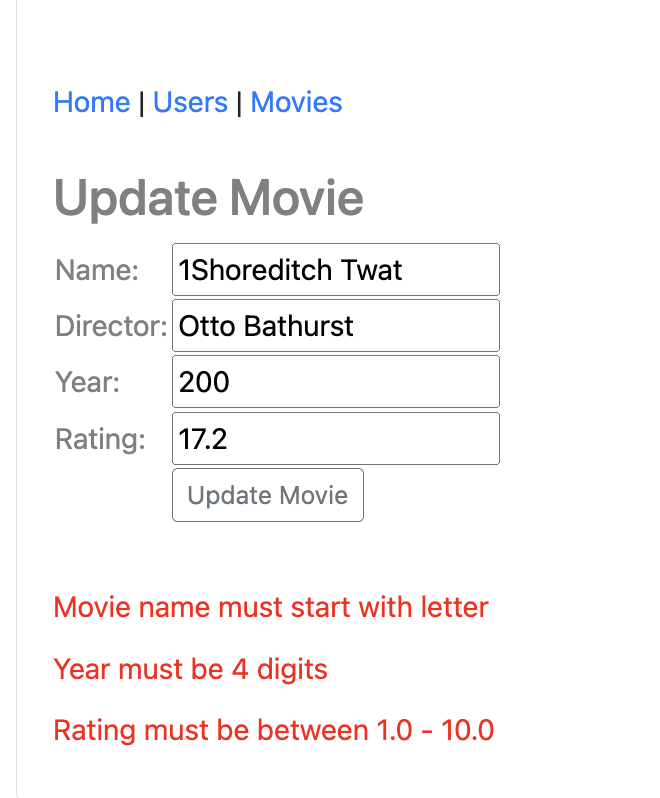 Home | Users | Movies
Update Movie
Name: 1Shoreditch Twat
Director: Otto Bathurst
Year: 200
Rating: 17.2
Update Movie
Movie name must start with letter
Year must be 4 digits
Rating must be between 1.0 - 10.0